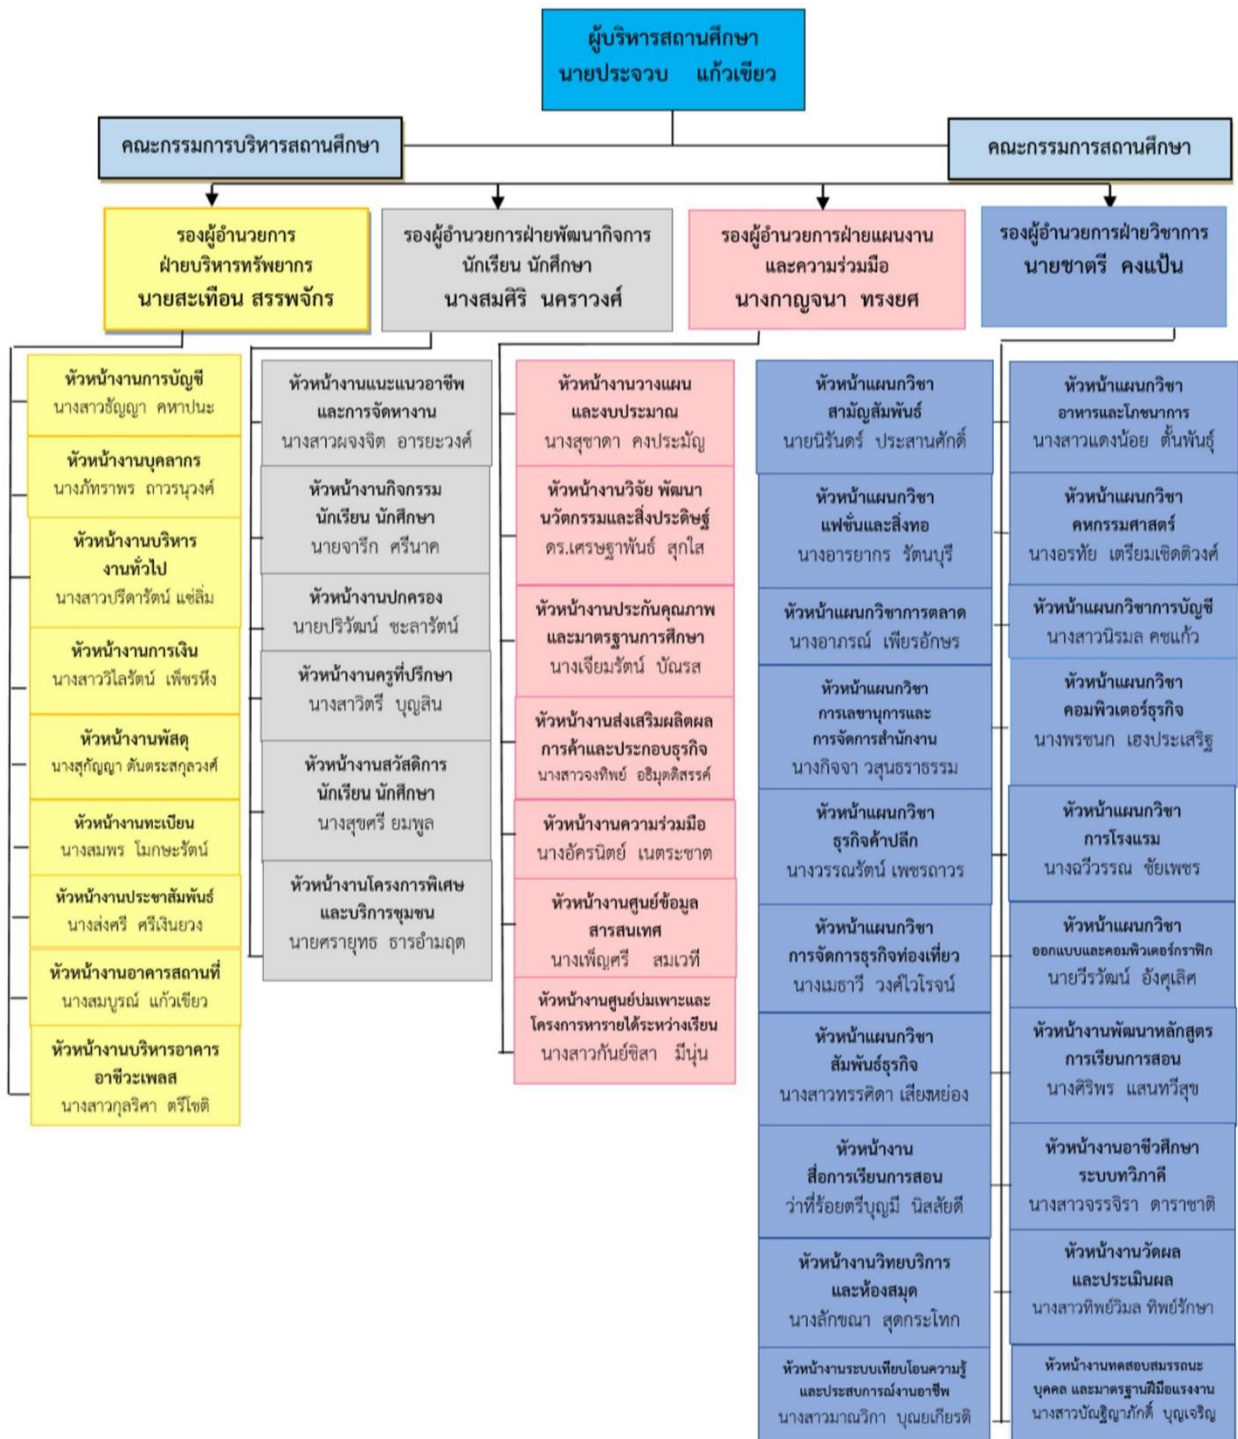 ผู้บริหารสถานศึกษา
นายประจวบ แก้วเขียว
คณะกรรมการบริหารสถานศึกษา
คณะกรรมการสถานศึกษา
รองผู้อำนวยการ
ฝ่ายบริหารทรัพยากร
นายสะเทือน สรรพจักร
รองผู้อำนวยการฝ่ายพัฒนากิจการ
นักเรียน นักศึกษา
นางสมศิริ นคราวงศ์
รองผู้อำนวยการฝ่ายแผนงาน
และความร่วมมือ
นางกาญจนา ทรงยศ
รองผู้อำนวยการฝ่ายวิชาการ
นายชาตรี คงแป้น
หัวหน้างานการบัญชี
นางสาวธัญญา คหาปนะ
หัวหน้างานบุคลากร
นางภัทราพร ถาวรนุวงศ์
หัวหน้างานบริหาร
งานทั่วไป
นางสาวปรีดารัตน์ แซ่ลิ่ม
หัวหน้างานการเงิน
นางสาววิไลรัตน์ เพ็ชรหึง
หัวหน้างานพัสดุ
นางสุกัญญา ตันตระสกุลวงศ์
หัวหน้างานทะเบียน
นางสมพร โมกษะรัตน์
หัวหน้างานประชาสัมพันธ์
นางส่งศรี ศรีเงินยวง
หัวหน้างานอาคารสถานที่
นางสมบูรณ์ แก้วเขียว
หัวหน้างานบริหารอาคาร
อาชีวะเพลส
นางสาวกุลริศา ตรีโชติ
หัวหน้างานแนะแนวอาชีพ
และการจัดหางาน
นางสาวผจงจิต อารยะวงศ์
หัวหน้างานกิจกรรม
นักเรียน นักศึกษา
นายจารึก ศรีนาค
หัวหน้างานปกครอง
นายปริวัฒน์ ชะลารัตน์
หัวหน้างานครูที่ปรึกษา
นางสาวิตรี บุญสิน
หัวหน้างานสวัสดิการ
นักเรียน นักศึกษา
นางสุขศรี ยมพูล
หัวหน้างานโครงการพิเศษ
และบริการชุมชน
นายศรายุทธ ธารอำมฤต
หัวหน้างานวางแผน
และงบประมาณ
นางสุชาดา คงประมัญ
หัวหน้างานวิจัย พัฒนา
นวัตกรรมและสิ่งประดิษฐ์
ดร.เศรษฐาพันธ์ สุกใส
หัวหน้างานประกันคุณภาพ
และมาตรฐานการศึกษา
นางเจียมรัตน์ บัณรส
หัวหน้างานส่งเสริมผลิตผล
การค้าและประกอบธุรกิจ
นางสาวจงทิพย์ อธิมุตติสรรค์
หัวหน้างานความร่วมมือ
นางอัครนิตย์ เนตระชาต
หัวหน้างานศูนย์ข้อมูล
สารสนเทศ
นางเพ็ญศรี สมเวที
หัวหน้างานศูนย์บ่มเพาะและ
โครงการหารายได้ระหว่างเรียน
นางสาวกันย์ชิสา มีนุ่น
หัวหน้าแผนกวิชา
สามัญสัมพันธ์
นายนิรันดร์ ประสานศักดิ์
หัวหน้าแผนกวิชา
แฟชั่นและสิ่งทอ
นางอารยากร รัตนบุรี
หัวหน้าแผนกวิชาการตลาด
นางอาภรณ์ เพียรอักษร
หัวหน้าแผนกวิชา
การเลขานุการและ
การจัดการสำนักงาน
นางกิจจา วสุนธราธรรม
หัวหน้าแผนกวิชา
ธุรกิจค้าปลีก
นางวรรณรัตน์ เพชรถาวร
หัวหน้าแผนกวิชา
การจัดการธุรกิจท่องเที่ยว
นางเมธาวี วงศ์ไวโรจน์
หัวหน้าแผนกวิชา
สัมพันธ์ธุรกิจ
นางสาวทรรศิดา เสียงหย่อง
หัวหน้างาน
สื่อการเรียนการสอน
ว่าที่ร้อยตรีบุญมี นิสสัยดี
หัวหน้างานวิทยบริการ
และห้องสมุด
นางลักขณา สุดกระโทก
หัวหน้างานระบบเทียบโอนความรู้
และประสบการณ์งานอาชีพ
นางสาวมาณวิกา บุณยเกียรติ
หัวหน้าแผนกวิชา
อาหารและโภชนาการ
นางสาวแดงน้อย ตั้นพันธุ์
หัวหน้าแผนกวิชา
คหกรรมศาสตร์
นางอรทัย เตรียมเชิดติวงศ์
หัวหน้าแผนกวิชาการบัญชี
นางสาวนิรมล คชแก้ว
หัวหน้าแผนกวิชา
คอมพิวเตอร์ธุรกิจ
นางพรชนก เฮงประเสริฐ
หัวหน้าแผนกวิชา
การโรงแรม
นางฉวีวรรณ ชัยเพชร
หัวหน้าแผนกวิชา
ออกแบบและคอมพิวเตอร์กราฟิก
นายวีรวัฒน์ อังศุเลิศ
หัวหน้างานพัฒนาหลักสูตร
การเรียนการสอน
นางศิริพร แสนทวีสุข
หัวหน้างานอาชีวศึกษา
ระบบทวิภาคี
นางสาวจรรจิรา ดาราชาติ
หัวหน้างานวัดผล
และประเมินผล
นางสาวทิพย์วิมล ทิพย์รักษา
หัวหน้างานทดสอบสมรรถนะ
บุคคล และมาตรฐานฝีมือแรงงาน
นางสาวบัณฐิญาภักดิ์ บุญเจริญ